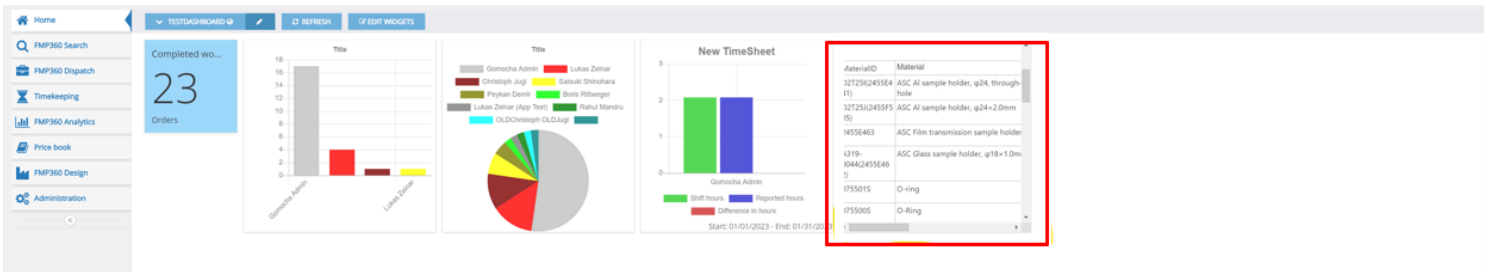 Home
TESTDASHBOARD
REFRESH
EDIT WIDGETS
FMP360 Search
FMP360 Dispatch
Timekeeping
FMP360 Analytics
Price book
FMP360 Design
Administration
Completed wo...
23
Orders
Title
18
16
14
12
10
8
6
4
2
0
Gomocha Admin
Lukas Zeinar
Title
Gomocha Admin Lukas Zeinar
Christoph Jugl Satsuki Shinohara
Peykan Demir Boris Rittweger
Lukas Zeinar (App Test) Rahul Mandru
OLDChristoph OLDJugl
New TimeSheet
3
2
1
0
Gomocha Admin
Shift hours Reported hours
Difference in hours
Start: 01/01/2023 - End: 01/31/2023
MaterialID Material
ASC Al sample holder, φ24, through-
hole
ASC Al sample holder, φ24×2.0mm
2455E463 ASC Film transmission sample holder
ASC Glass sample holder, φ18×1.0m
O-ring
O-Ring